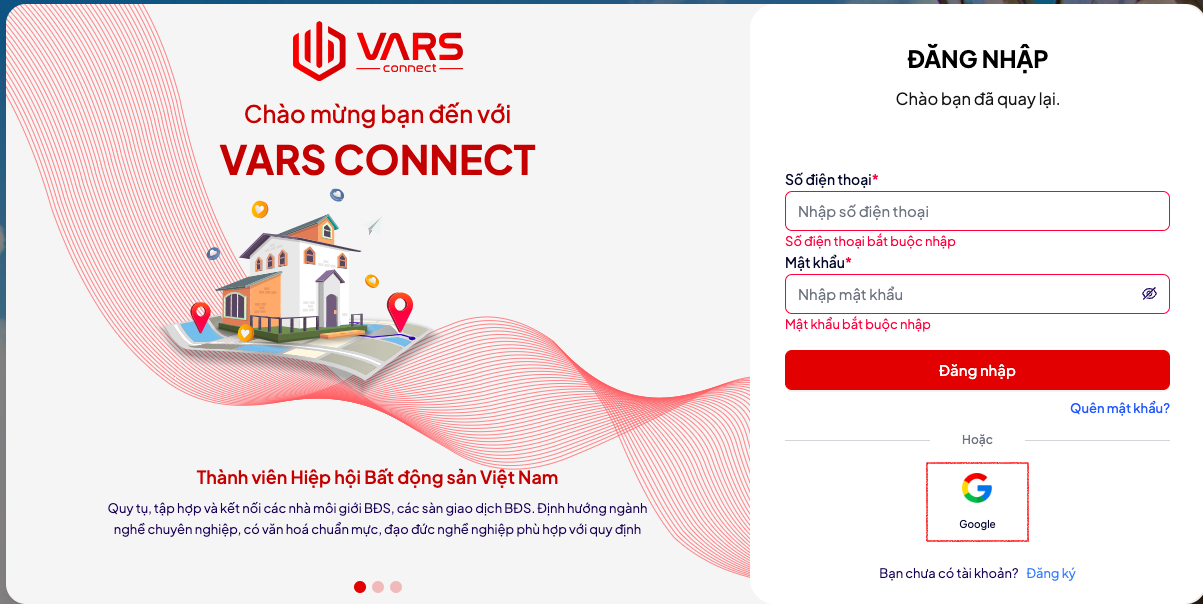 VARS
connect
Chào mừng bạn đến với
VARS CONNECT
Thành viên Hiệp hội Bất động sản Việt Nam
Quy tụ, tập hợp và kết nối các nhà môi giới BĐS, các sàn giao dịch BĐS. Định hướng ngành
nghề chuyên nghiệp, có văn hoá chuẩn mực, đạo đức nghề nghiệp phù hợp với quy định
ĐĂNG NHẬP
Chào bạn đã quay lại.
Số điện thoại*
Nhập số điện thoại
Số điện thoại bắt buộc nhập
Mật khẩu*
Nhập mật khẩu
Mật khẩu bắt buộc nhập
Đăng nhập
Quên mật khẩu?
Hoặc
Google
Bạn chưa có tài khoản? Đăng ký